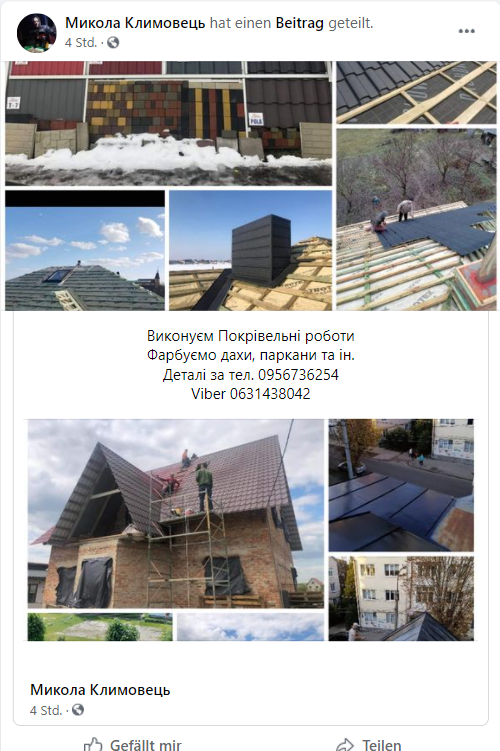 Микола Климовець hat einen Beitrag geteilt.
4 Std. ·
Виконуєм Покрівельні роботи
Фарбуємо дахи, паркани та ін.
Деталі за тел. 0956736254
Viber 0631438042
Микола Климовець
4 Std. ·
Gefällt mir
Teilen